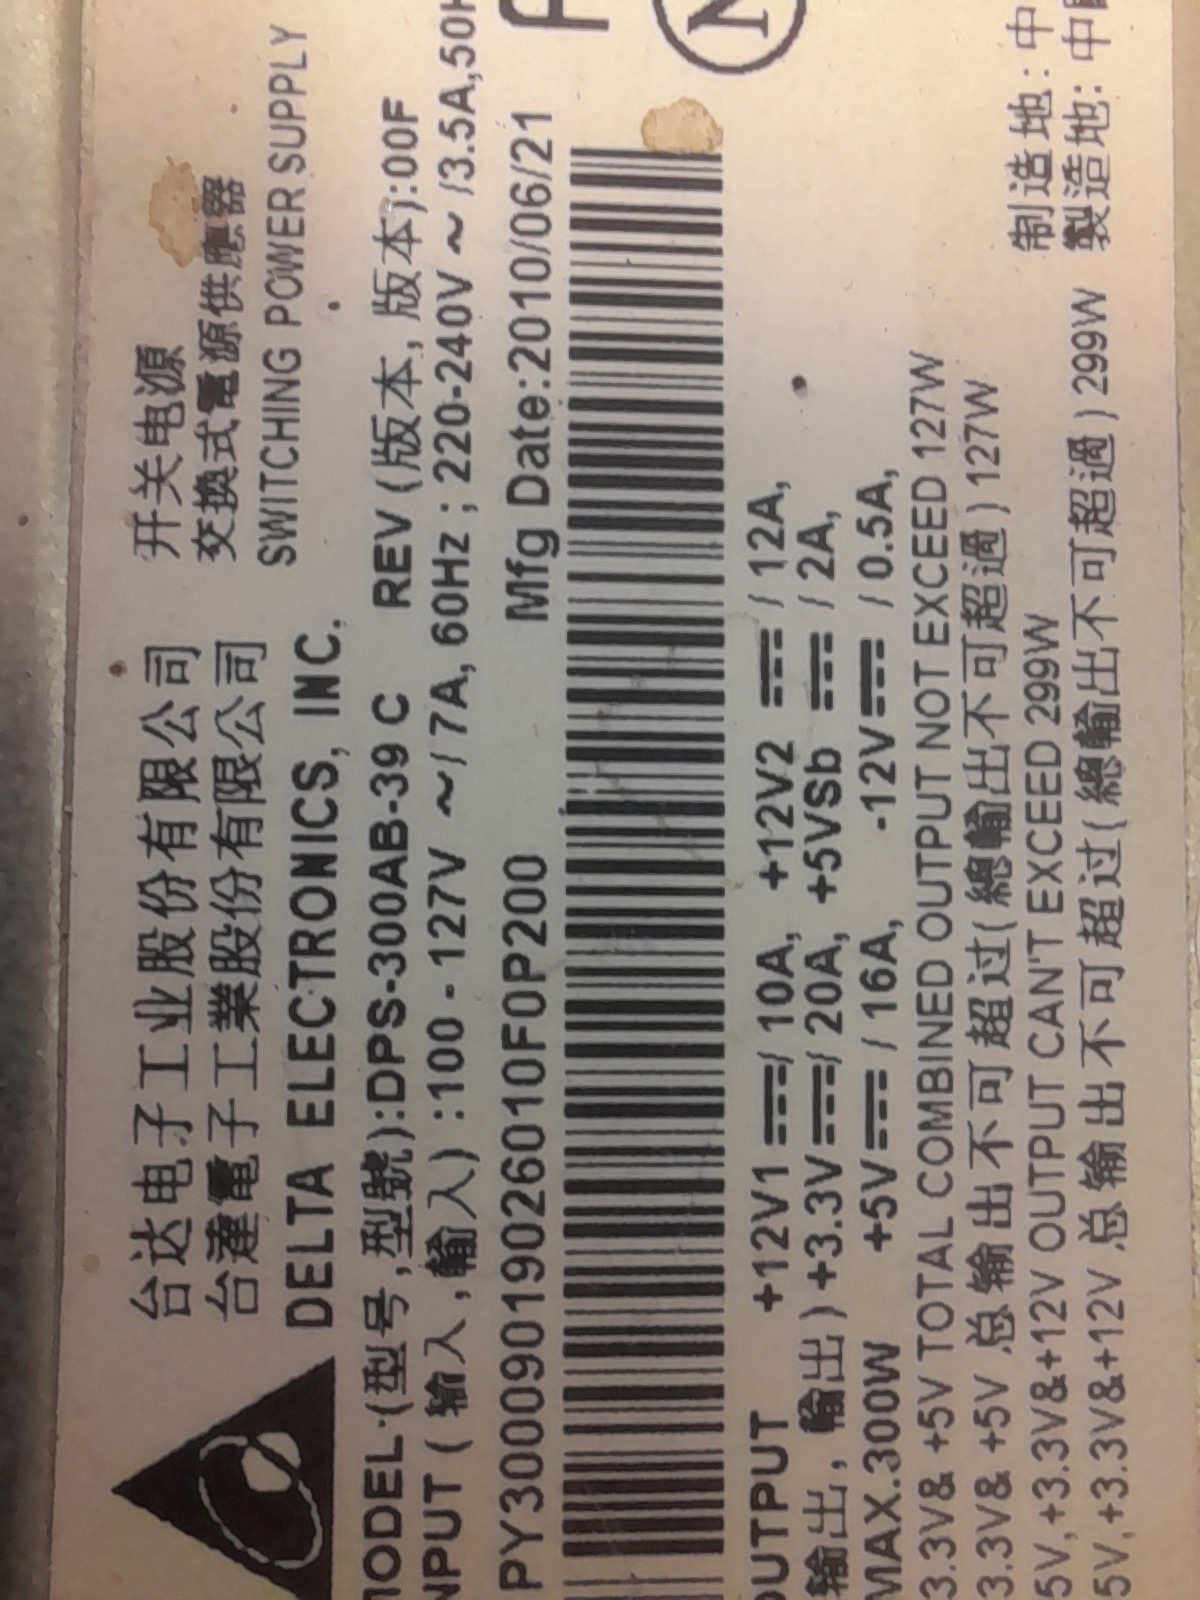 台达电子工业股份有限公司 开关电源
台達電子工業股份有限公司 交換式電源供應器
DELTA ELECTRONICS, INC. SWITCHING POWER SUPPLY
MODEL (型号,型號):DPS-300AB-39 C REV (版本, 版本):00F
NPUT ( 输入, 輸入) :100 - 127V ~/ 7A, 60Hz ; 220-240V ~ /3.5A,50H
PY30009019026010F0P200 Mfg Date:2010/06/21
N
OUTPUT +12V1 ⎓/ 10A, +12V2 ⎓ / 12A,
输出, 輸出) +3.3V⎓/ 20A, +5VSb ⎓ / 2A,
MAX.300W +5V⎓ / 16A, -12V⎓ / 0.5A,
3.3V& +5V TOTAL COMBINED OUTPUT NOT EXCEED 127W
3.3V& +5V 总输出不可超过(總輸出不可超過) 127W 制造地: 中
5V,+3.3V&+12V OUTPUT CAN'T EXCEED 299W
5V,+3.3V&+12V 总输出不可超过(總輸出不可超過) 299W 製造地: 中國